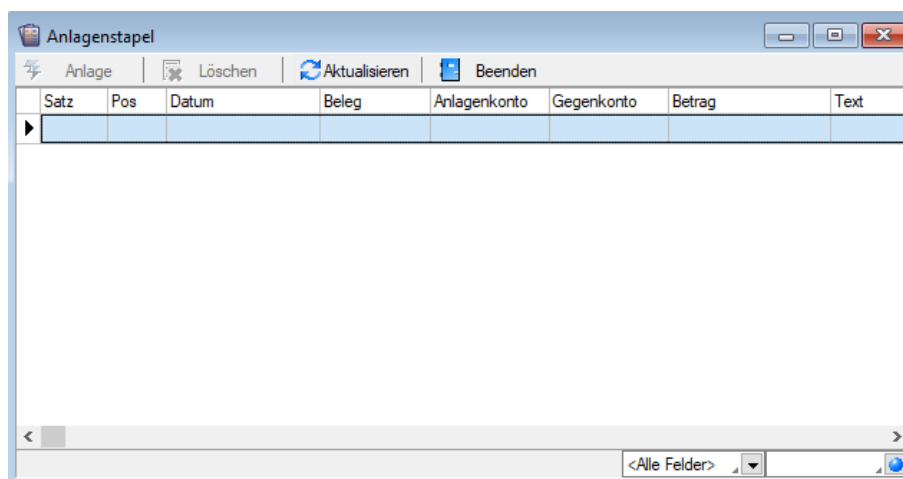 Anlagenstapel
Anlage Löschen Aktualisieren Beenden
Satz Pos Datum Beleg Anlagenkonto Gegenkonto Betrag Text
<Alle Felder>